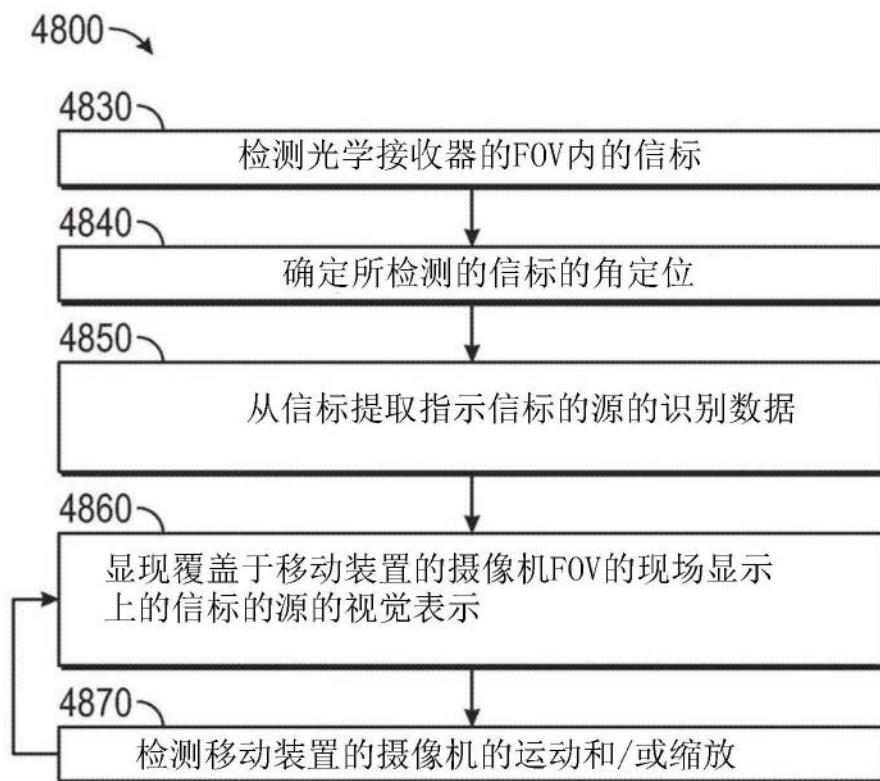 4800
4830
检测光学接收器的FOV内的信标
4840
确定所检测的信标的角定位
4850
从信标提取指示信标的源的识别数据
4860
显现覆盖于移动装置的摄像机FOV的现场显示
上的信标的源的视觉表示
4870
检测移动装置的摄像机的运动和/或缩放